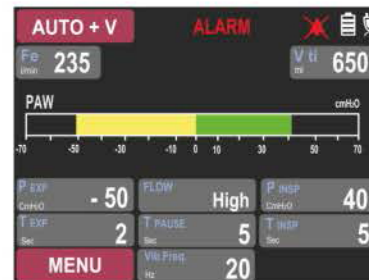 AUTO + V ALARM
Fe l/min 235 V ti ml 650
PAW cmH₂O
-70 -50 -30 -10 0 10 30 50 70
P EXP CmH₂O - 50 FLOW High P INSP CmH₂O 40
T EXP Sec 2 T PAUSE Sec 5 T INSP Sec 5
MENU Vib Freq Hz 20